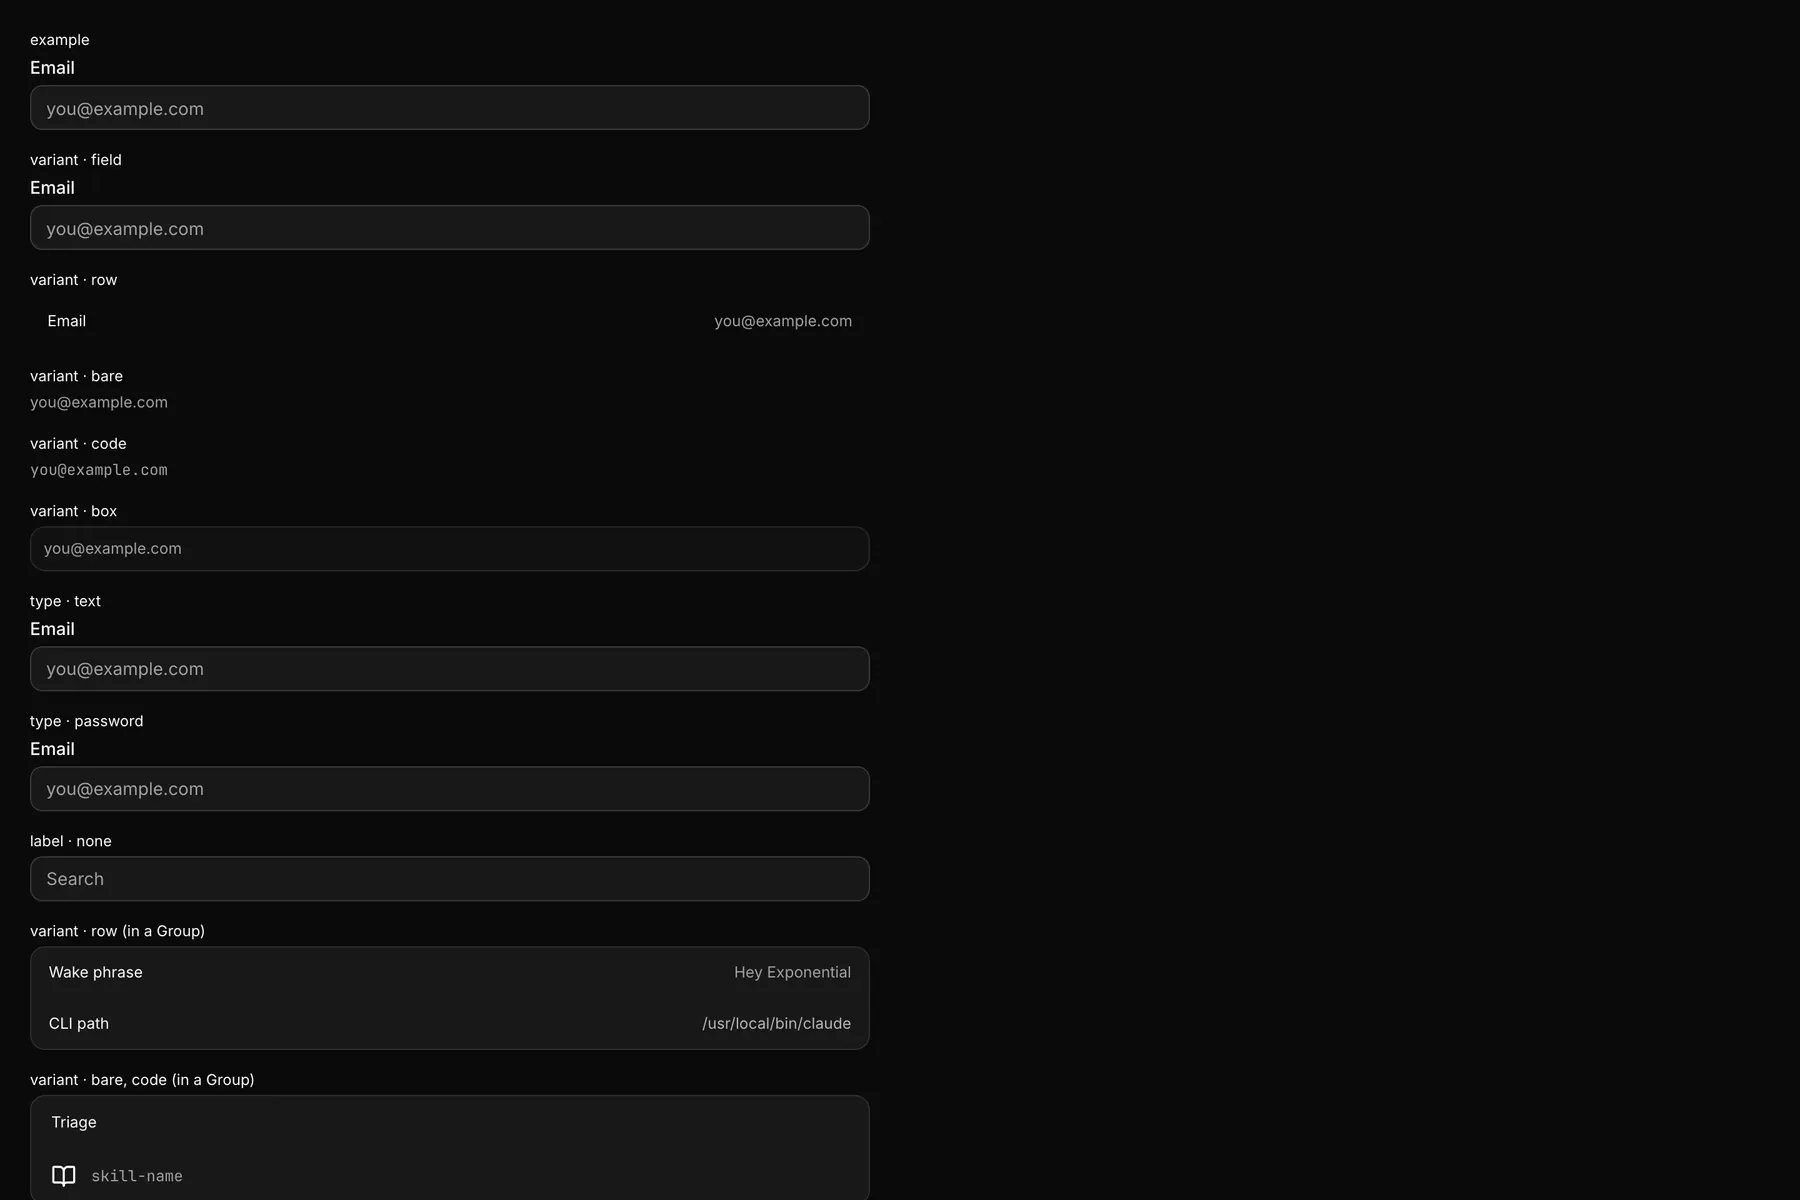 example
Email
you@example.com
variant · field
Email
you@example.com
variant · row
Email you@example.com
variant · bare
you@example.com
variant · code
you@example.com
variant · box
you@example.com
type · text
Email
you@example.com
type · password
Email
you@example.com
label · none
Search
variant · row (in a Group)
Wake phrase Hey Exponential
CLI path /usr/local/bin/claude
variant · bare, code (in a Group)
Triage
skill-name